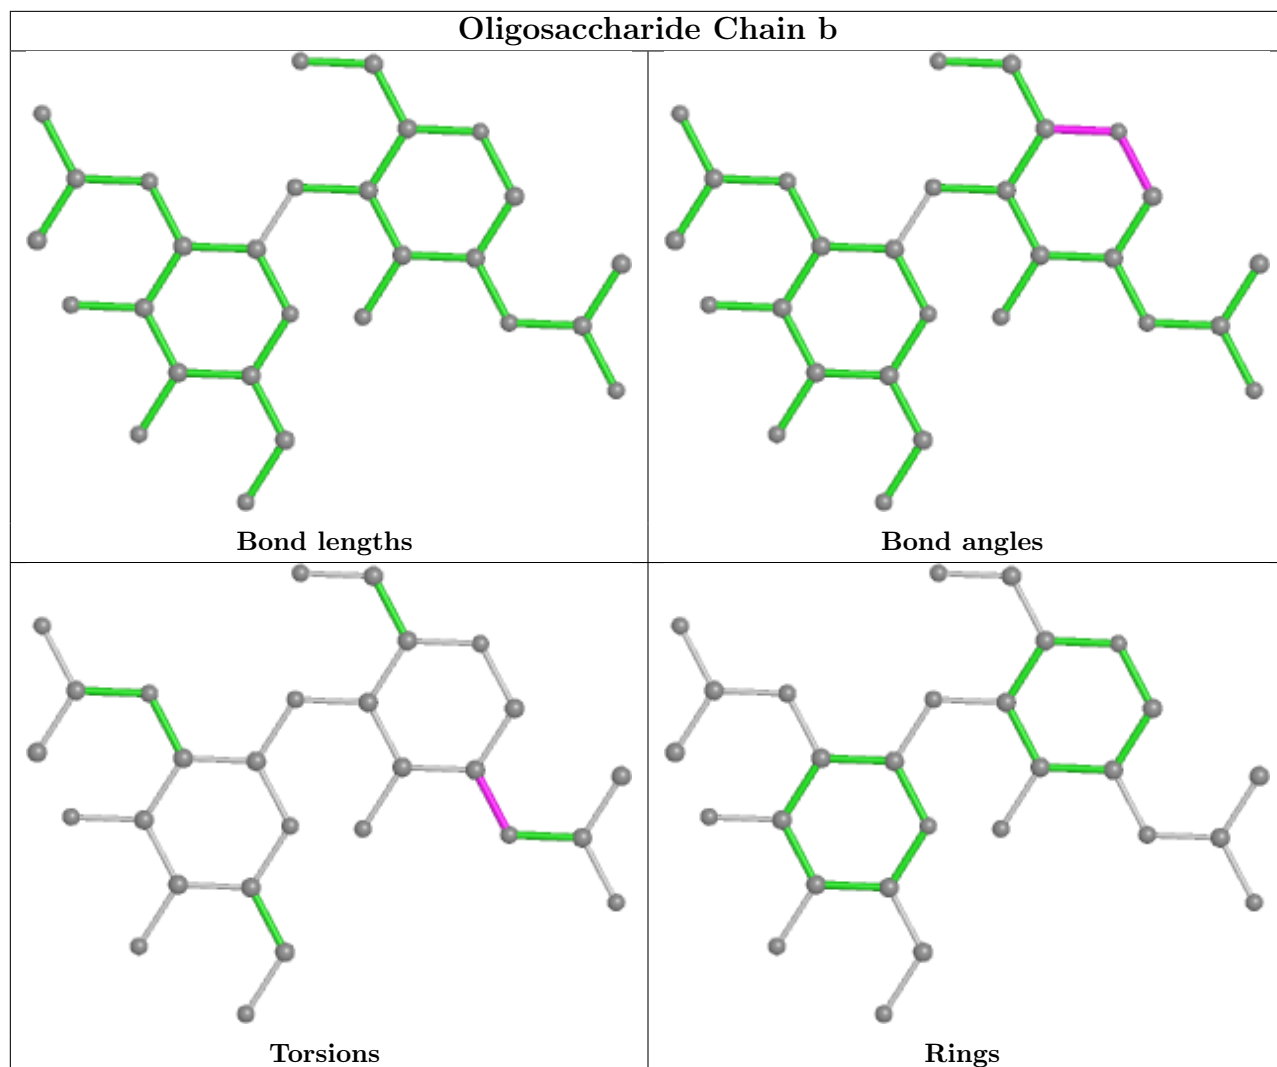 Oligosaccharide Chain b
Bond lengths
Bond angles
Torsions
Rings